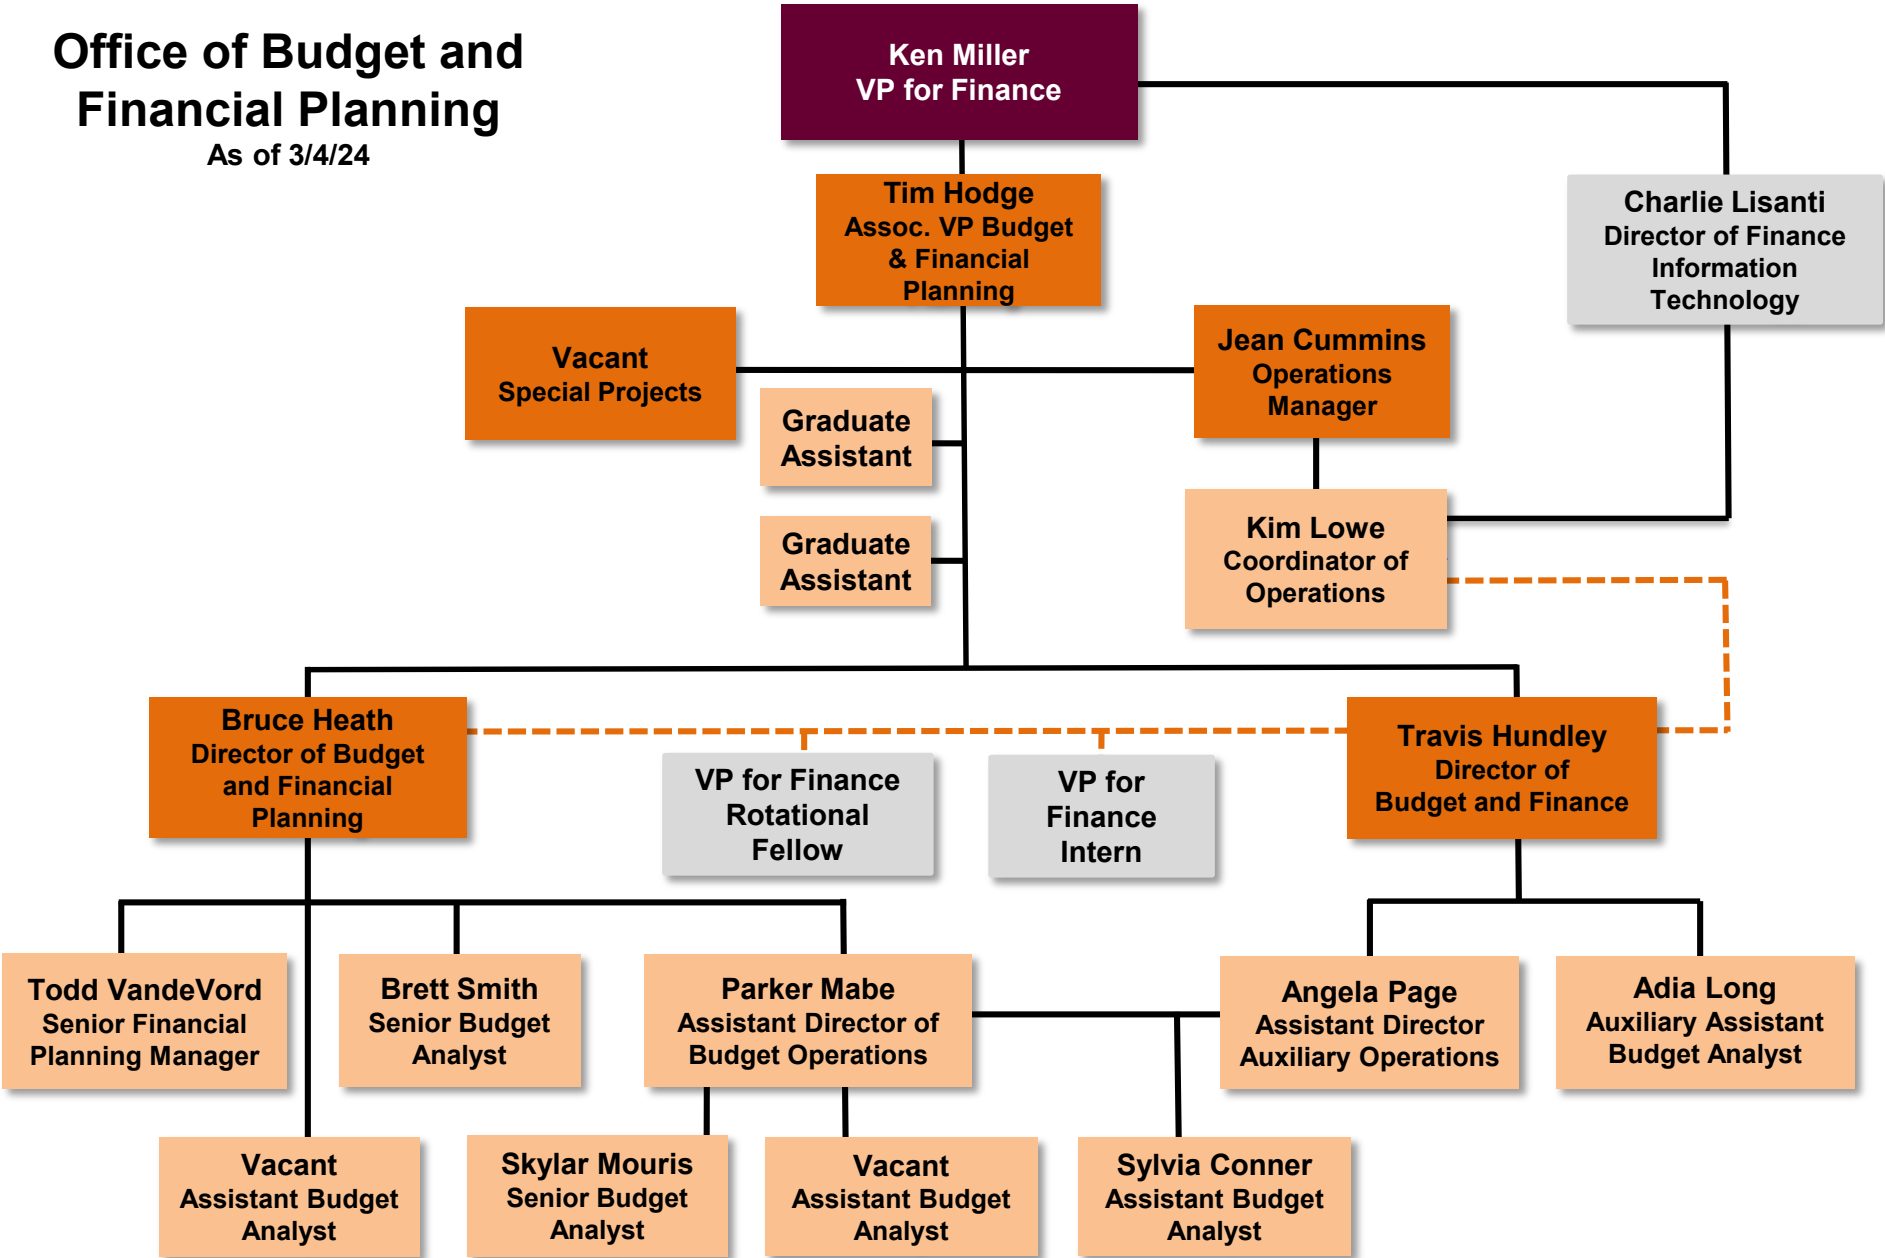 Office of Budget and
Financial Planning
As of 3/4/24
Ken Miller
VP for Finance
Tim Hodge
Assoc. VP Budget
& Financial
Planning
Charlie Lisanti
Director of Finance
Information
Technology
Vacant
Special Projects
Jean Cummins
Operations
Manager
Graduate
Assistant
Graduate
Assistant
Kim Lowe
Coordinator of
Operations
Bruce Heath
Director of Budget
and Financial
Planning
VP for Finance
Rotational
Fellow
VP for
Finance
Intern
Travis Hundley
Director of
Budget and Finance
Todd VandeVord
Senior Financial
Planning Manager
Brett Smith
Senior Budget
Analyst
Parker Mabe
Assistant Director of
Budget Operations
Angela Page
Assistant Director
Auxiliary Operations
Adia Long
Auxiliary Assistant
Budget Analyst
Vacant
Assistant Budget
Analyst
Skylar Mouris
Senior Budget
Analyst
Vacant
Assistant Budget
Analyst
Sylvia Conner
Assistant Budget
Analyst